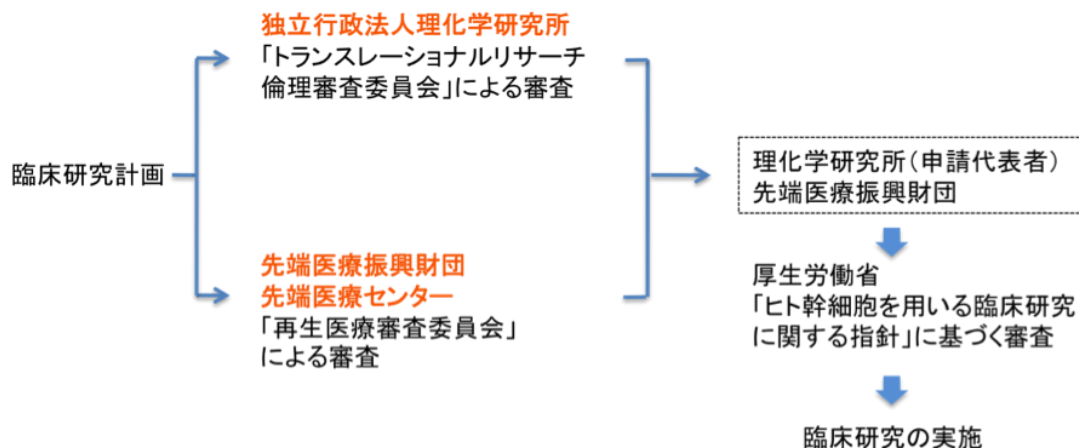 独立行政法人理化学研究所
「トランスレーショナルリサーチ
倫理審査委員会」による審査
臨床研究計画
先端医療振興財団
先端医療センター
「再生医療審査委員会」
による審査
理化学研究所(申請代表者)
先端医療振興財団
厚生労働省
「ヒト幹細胞を用いる臨床研究
に関する指針」に基づく審査
臨床研究の実施